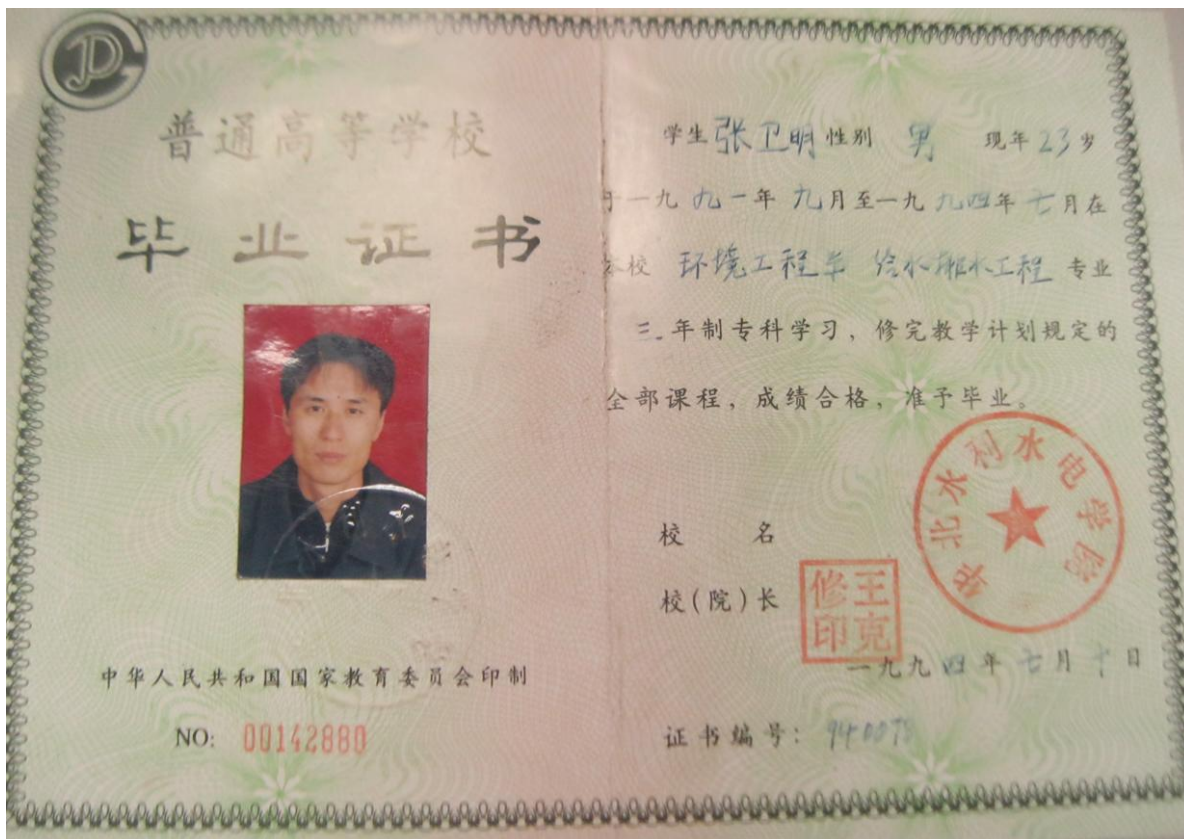 普通高等学校
毕业证书
中华人民共和国国家教育委员会印制
NO: 00142880
学生 张卫明 性别 男 现年 23 岁
于一九 九一 年 九 月至一九 九四 年 七 月在
本校 环境工程系 给水排水工程 专业
三 年制专科学习，修完教学计划规定的
全部课程，成绩合格，准予毕业。
华北水利水电学院
校 名
校(院)长
王克修印
一九九四年七月十日
证书编号：